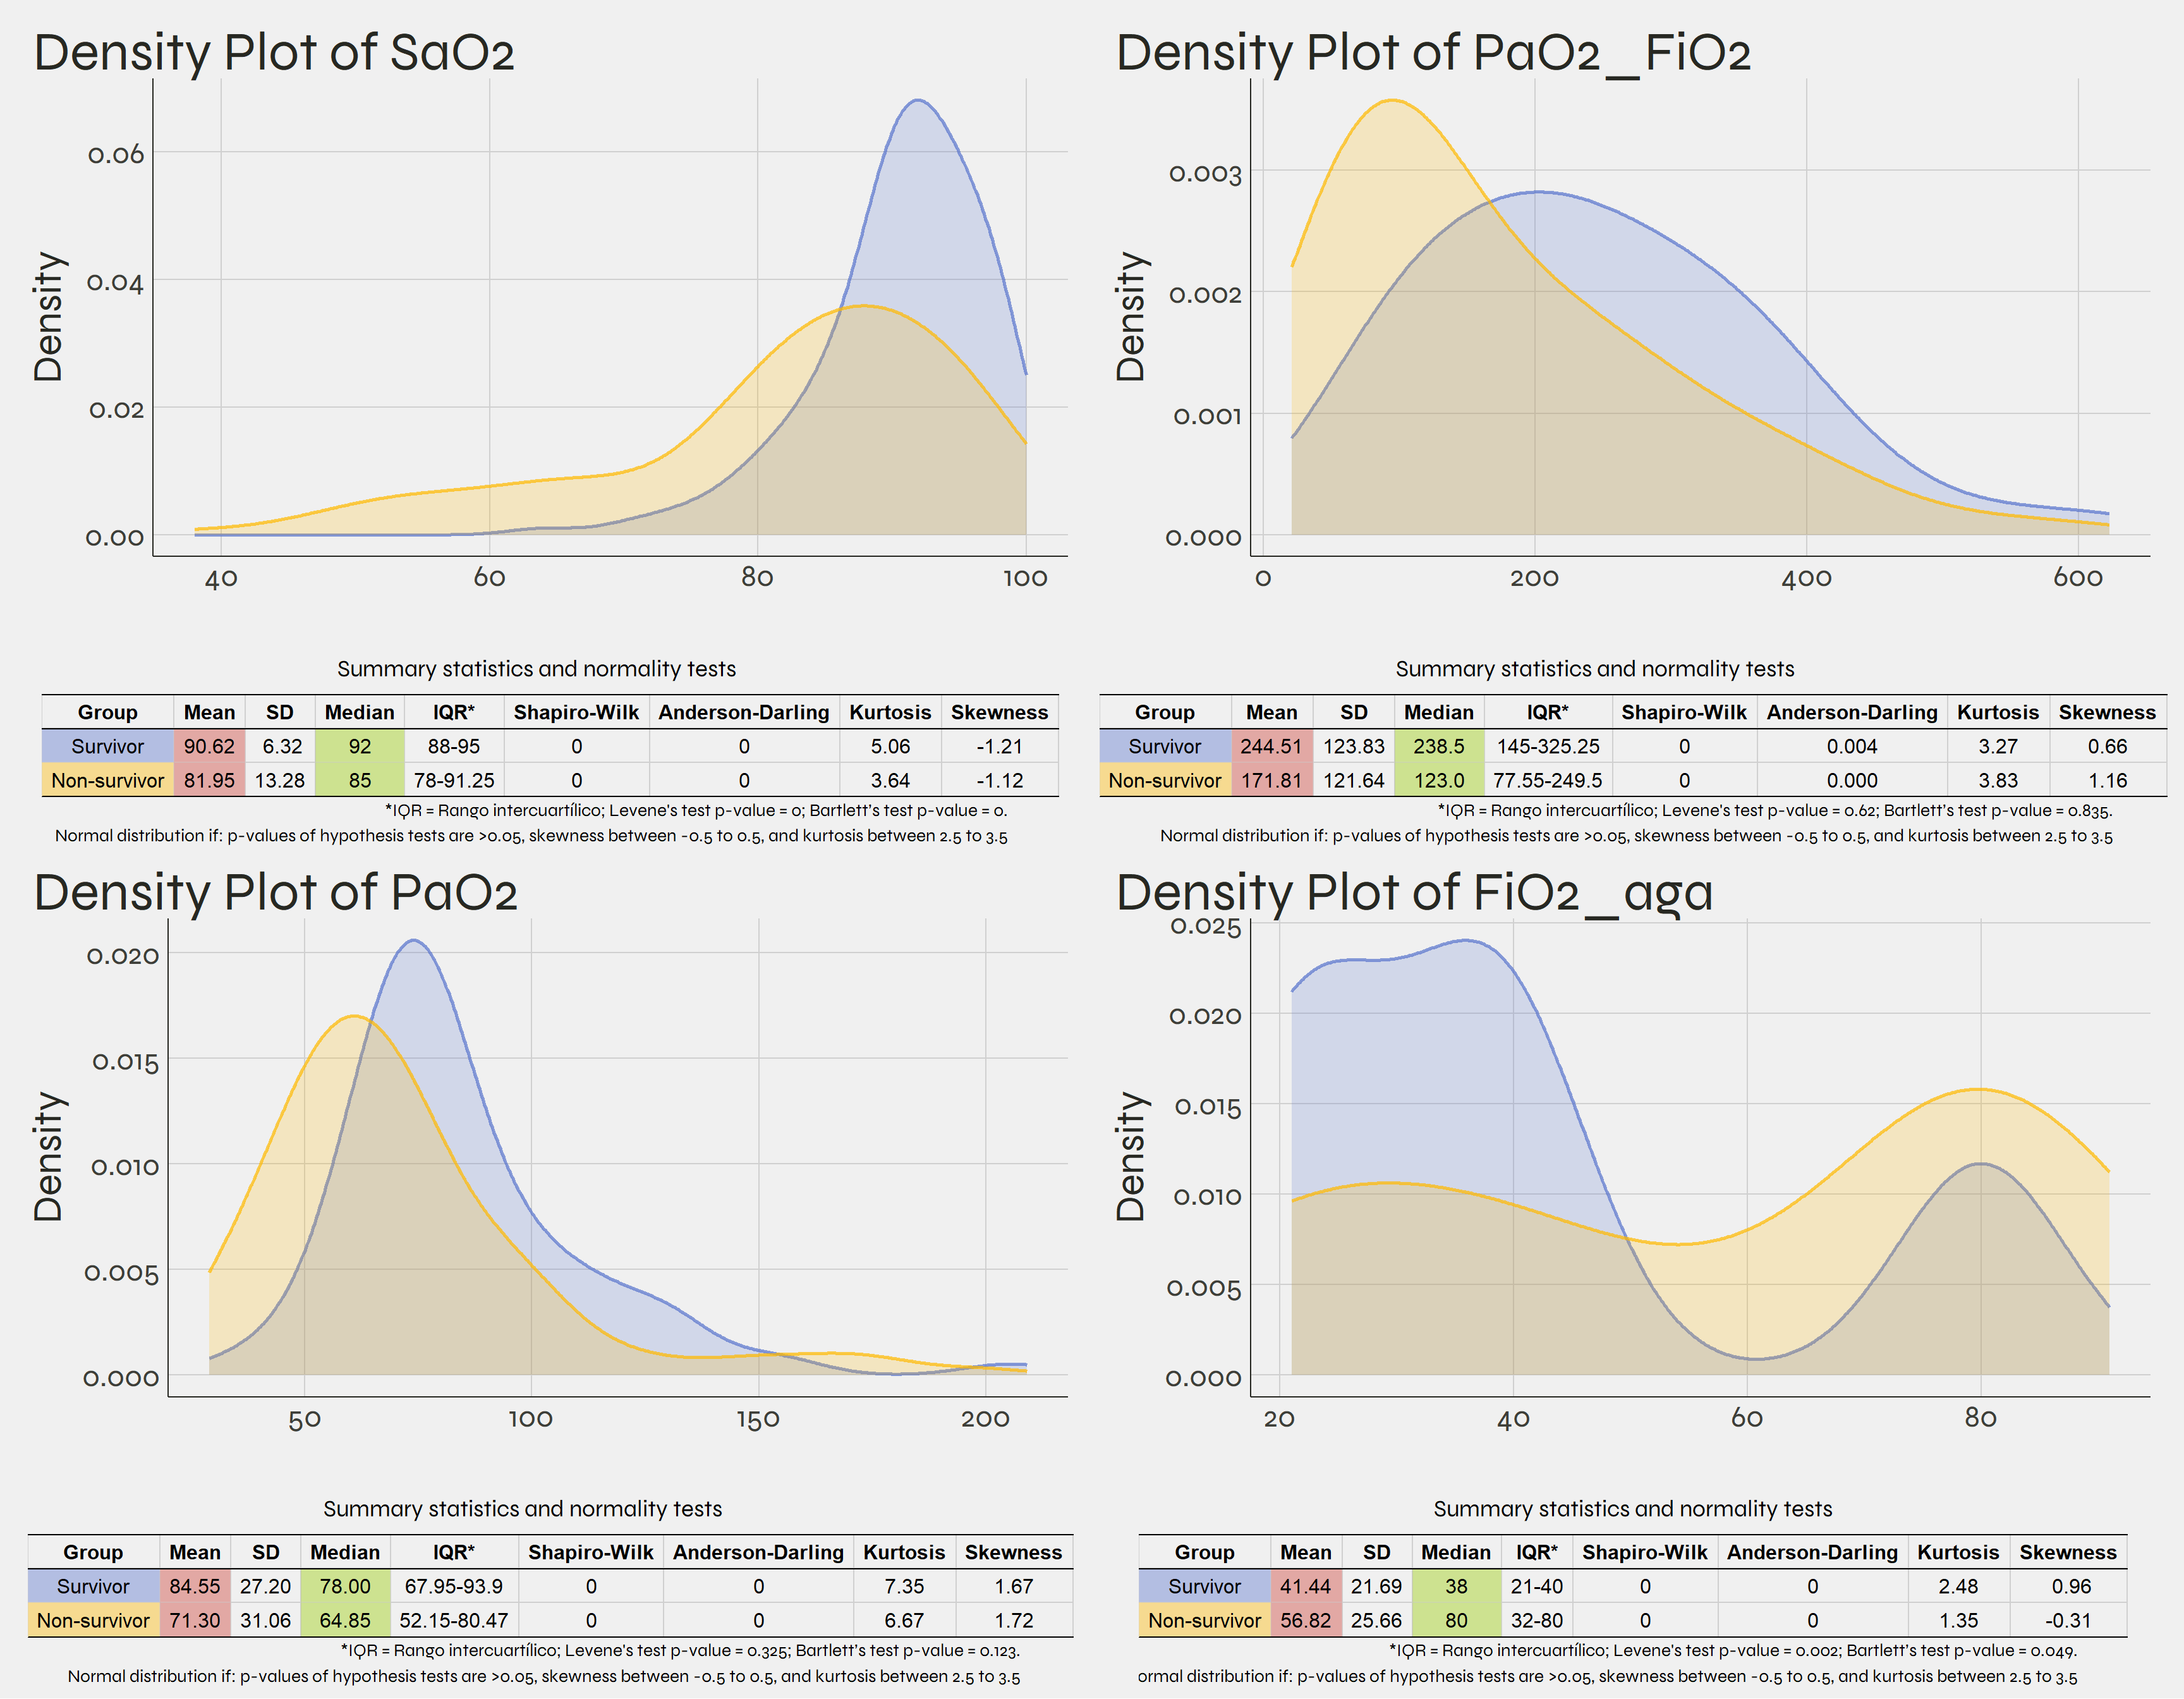 Density Plot of SaO2
Density
0.06
0.04
0.02
0.00
40 60 80 100
Summary statistics and normality tests
Group Mean SD Median IQR* Shapiro-Wilk Anderson-Darling Kurtosis Skewness
Survivor 90.62 6.32 92 88-95 0 0 5.06 -1.21
Non-survivor 81.95 13.28 85 78-91.25 0 0 3.64 -1.12
*IQR = Rango intercuartílico; Levene's test p-value = 0; Bartlett's test p-value = 0.
Normal distribution if: p-values of hypothesis tests are >0.05, skewness between -0.5 to 0.5, and kurtosis between 2.5 to 3.5
Density Plot of PaO2_FiO2
Density
0.003
0.002
0.001
0.000
0 200 400 600
Summary statistics and normality tests
Group Mean SD Median IQR* Shapiro-Wilk Anderson-Darling Kurtosis Skewness
Survivor 244.51 123.83 238.5 145-325.25 0 0.004 3.27 0.66
Non-survivor 171.81 121.64 123.0 77.55-249.5 0 0.000 3.83 1.16
*IQR = Rango intercuartílico; Levene's test p-value = 0.62; Bartlett's test p-value = 0.835.
Normal distribution if: p-values of hypothesis tests are >0.05, skewness between -0.5 to 0.5, and kurtosis between 2.5 to 3.5
Density Plot of PaO2
Density
0.020
0.015
0.010
0.005
0.000
50 100 150 200
Summary statistics and normality tests
Group Mean SD Median IQR* Shapiro-Wilk Anderson-Darling Kurtosis Skewness
Survivor 84.55 27.20 78.00 67.95-93.9 0 0 7.35 1.67
Non-survivor 71.30 31.06 64.85 52.15-80.47 0 0 6.67 1.72
*IQR = Rango intercuartílico; Levene's test p-value = 0.325; Bartlett's test p-value = 0.123.
Normal distribution if: p-values of hypothesis tests are >0.05, skewness between -0.5 to 0.5, and kurtosis between 2.5 to 3.5
Density Plot of FiO2_aga
Density
0.025
0.020
0.015
0.010
0.005
0.000
20 40 60 80
Summary statistics and normality tests
Group Mean SD Median IQR* Shapiro-Wilk Anderson-Darling Kurtosis Skewness
Survivor 41.44 21.69 38 21-40 0 0 2.48 0.96
Non-survivor 56.82 25.66 80 32-80 0 0 1.35 -0.31
*IQR = Rango intercuartílico; Levene's test p-value = 0.002; Bartlett's test p-value = 0.049.
ormal distribution if: p-values of hypothesis tests are >0.05, skewness between -0.5 to 0.5, and kurtosis between 2.5 to 3.5